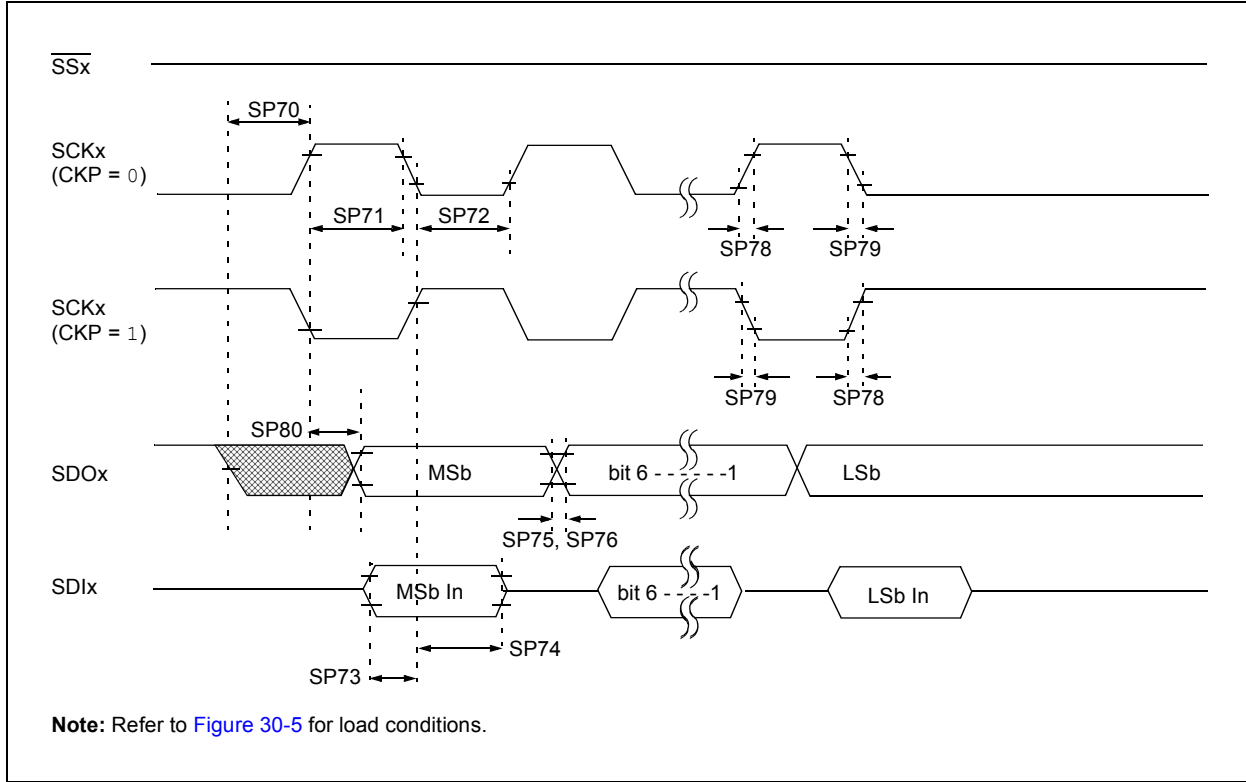 SSx
SP70
SCKx
(CKP = 0)
SP71 SP72
SP78 SP79
SCKx
(CKP = 1)
SP79 SP78
SP80
SDOx MSb bit 6 - - - - - - -1 LSb
SP75, SP76
SDIx MSb In bit 6 - - - - -1 LSb In
SP74
SP73
Note: Refer to Figure 30-5 for load conditions.